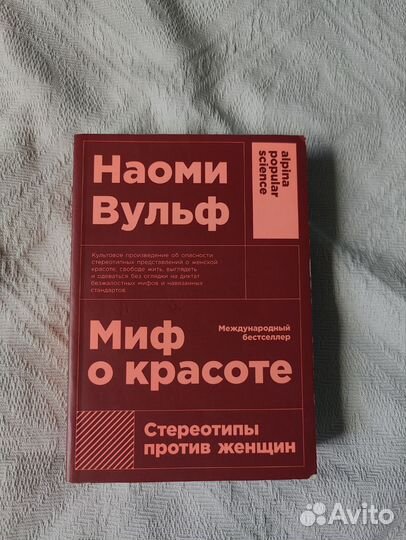 Наоми
Вульф
alpina
popular
science
Культовое произведение об опасности
стереотипных представлений о женской
красоте, свободе жить, выглядеть
и одеваться без оглядки на диктат
безжалостных мифов и навязанных
стандартов
Международный
бестселлер
Миф
о красоте
Стереотипы
против женщин
Avito